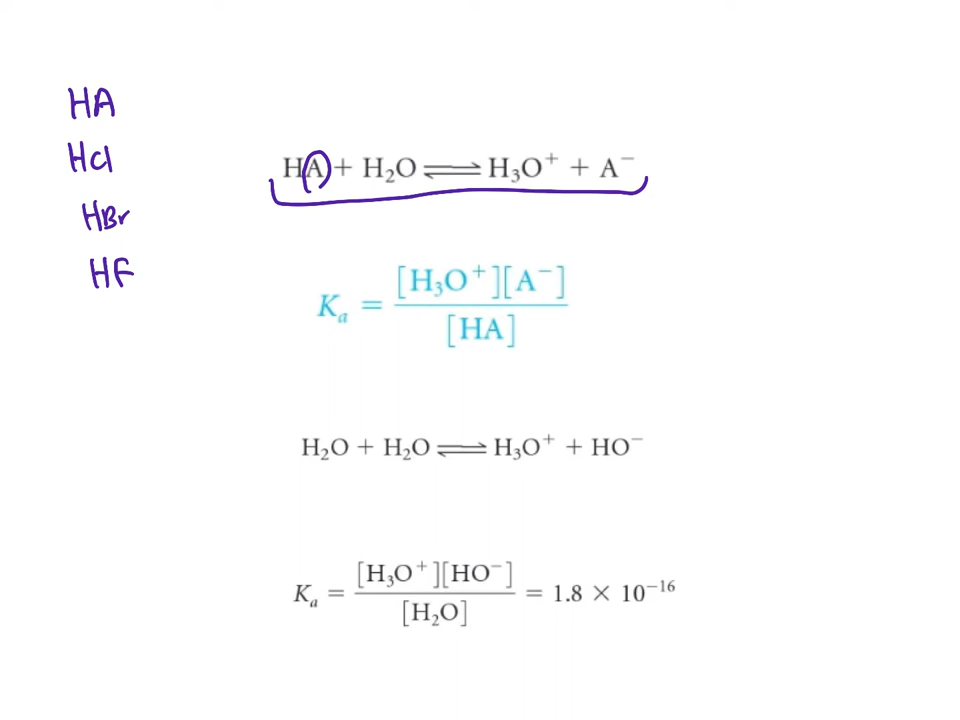 HA
HCl
HBr
HF
HA + H₂O ⇌ H₃O⁺ + A⁻
Kₐ = [H₃O⁺][A⁻] / [HA]
H₂O + H₂O ⇌ H₃O⁺ + HO⁻
Kₐ = [H₃O⁺][HO⁻] / [H₂O] = 1.8 × 10⁻¹⁶